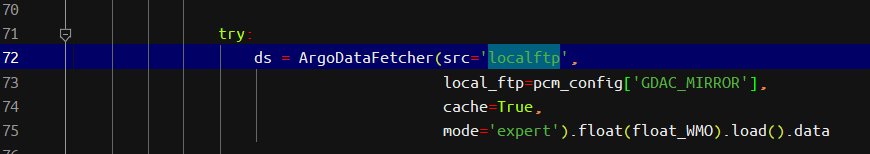 70
71 try:
72 ds = ArgoDataFetcher(src='localftp',
73 local_ftp=pcm_config['GDAC_MIRROR'],
74 cache=True,
75 mode='expert').float(float_WMO).load().data